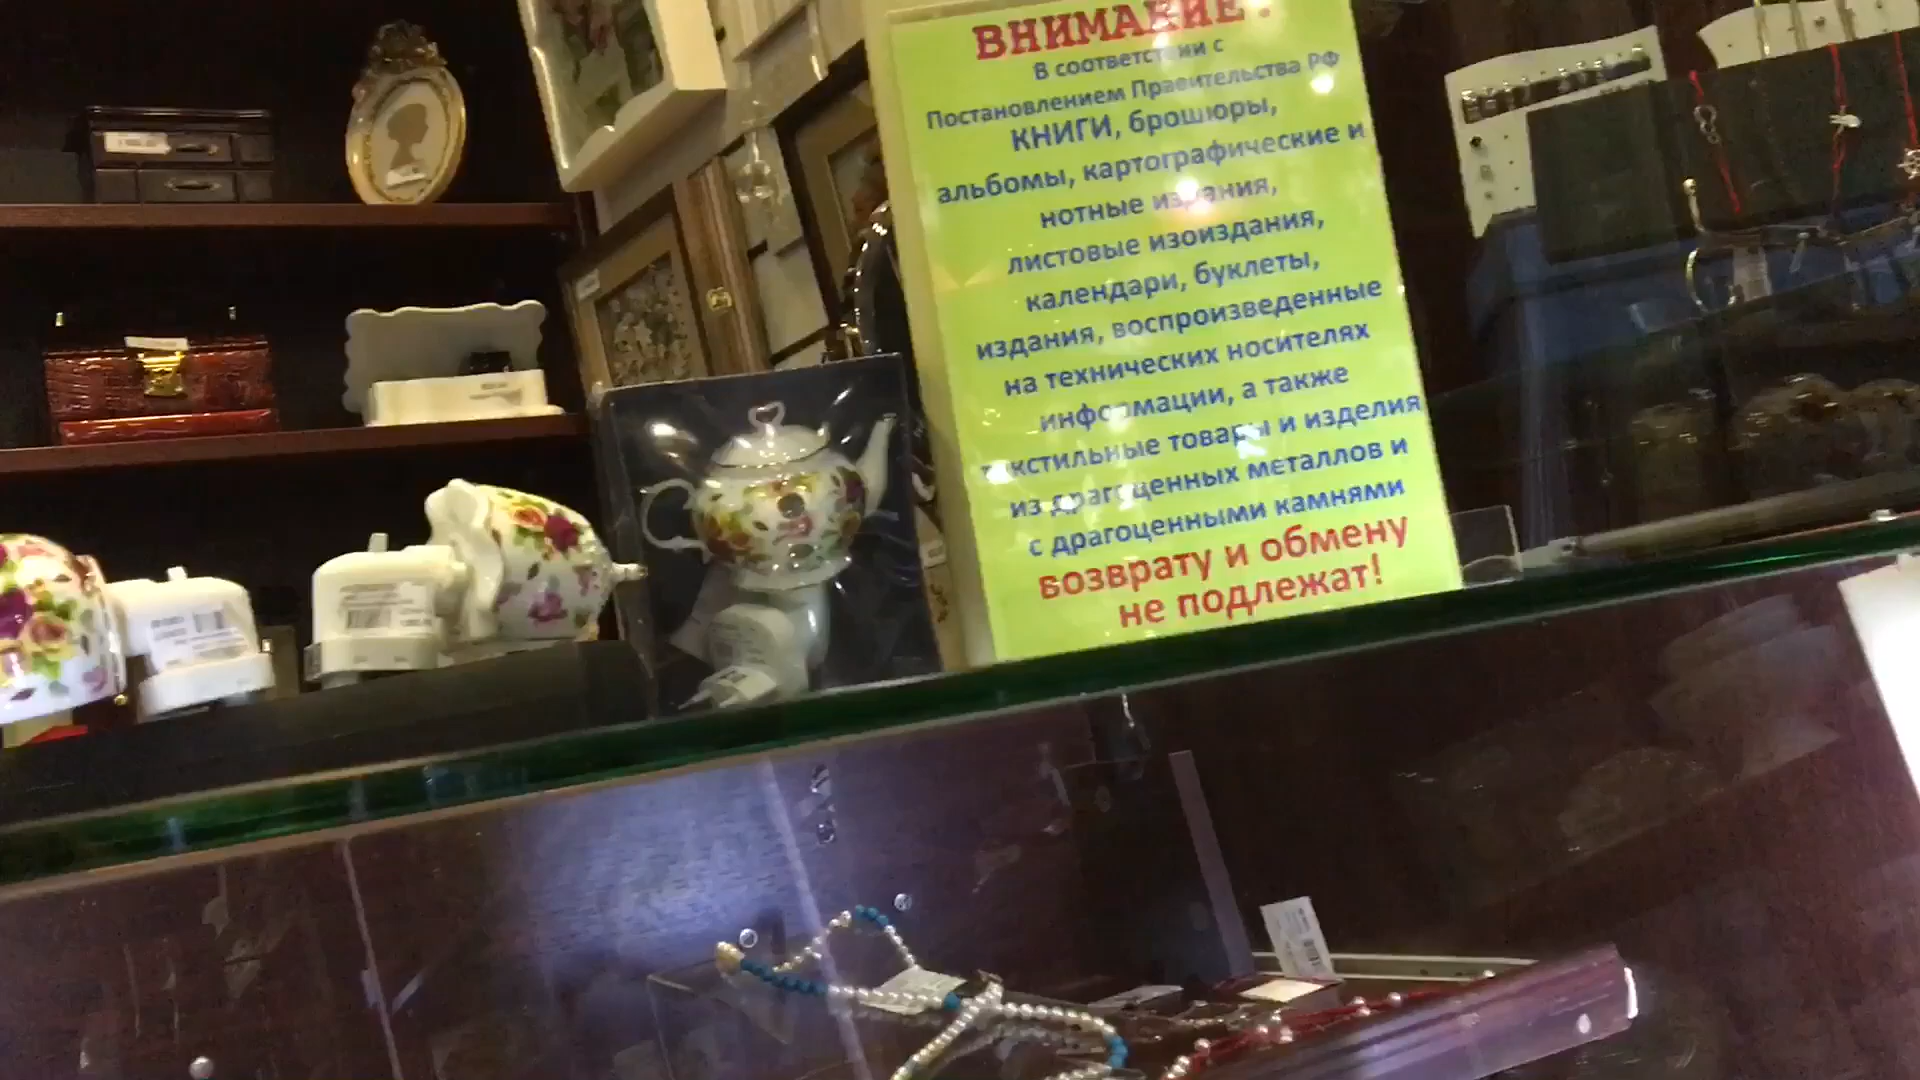 ВНИМАНИЕ!
В соответствии с
Постановлением Правительства РФ
КНИГИ, брошюры,
альбомы, картографические и
нотные издания,
листовые изоиздания,
календари, буклеты,
издания, воспроизведенные
на технических носителях
информации, а также
текстильные товары и изделия
из драгоценных металлов и
с драгоценными камнями
возврату и обмену
не подлежат!